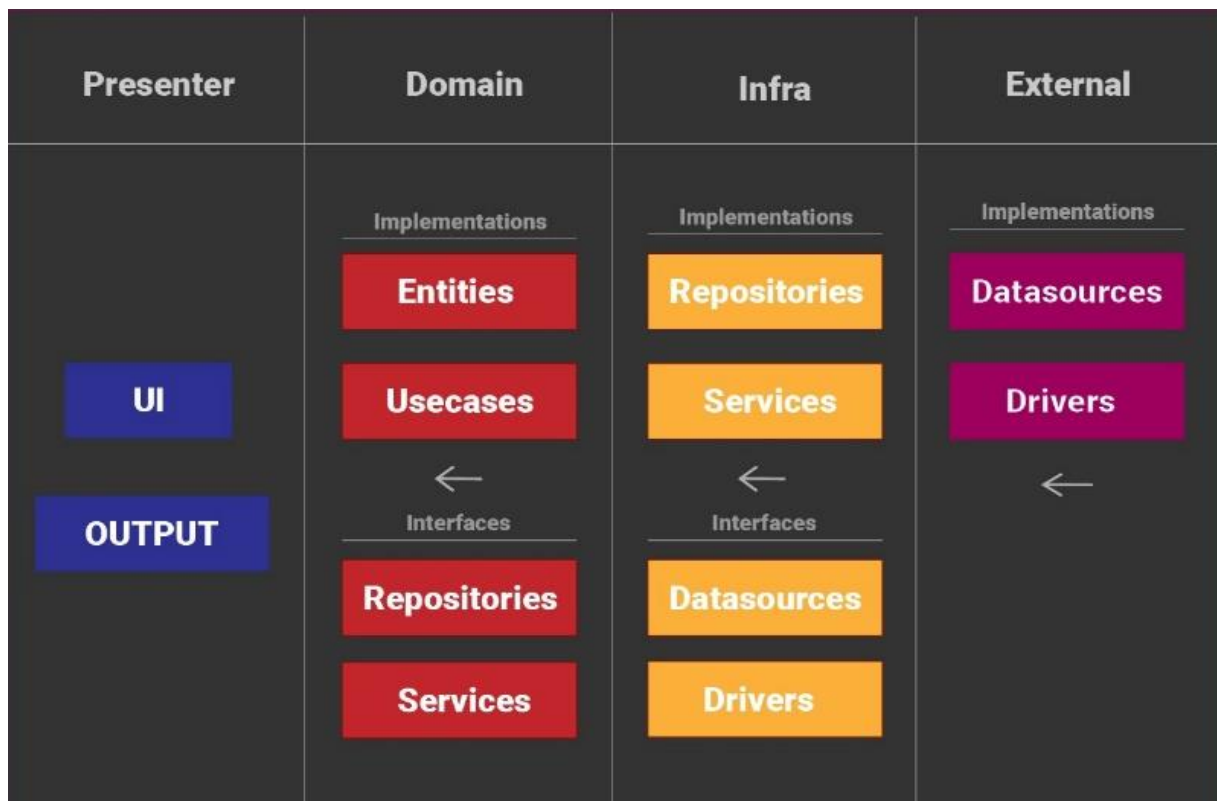 Presenter
Domain
Infra
External
UI
OUTPUT
Implementations
Entities
Usecases
Interfaces
Repositories
Services
Implementations
Repositories
Services
Interfaces
Datasources
Drivers
Implementations
Datasources
Drivers